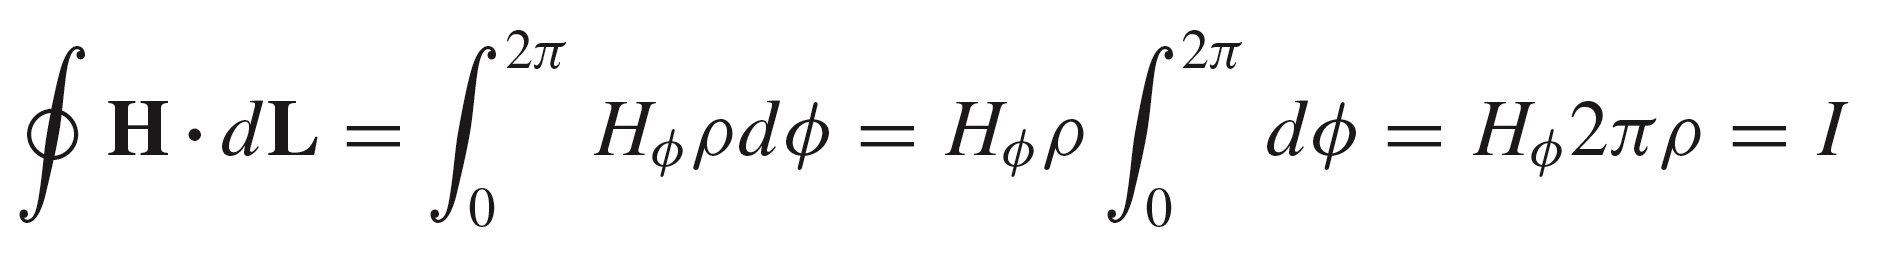 ∮ 𝐇 · d𝐋 = ∫₀^{2π} H_ϕ ρ dϕ = H_ϕ ρ ∫₀^{2π} dϕ = H_ϕ 2πρ = I